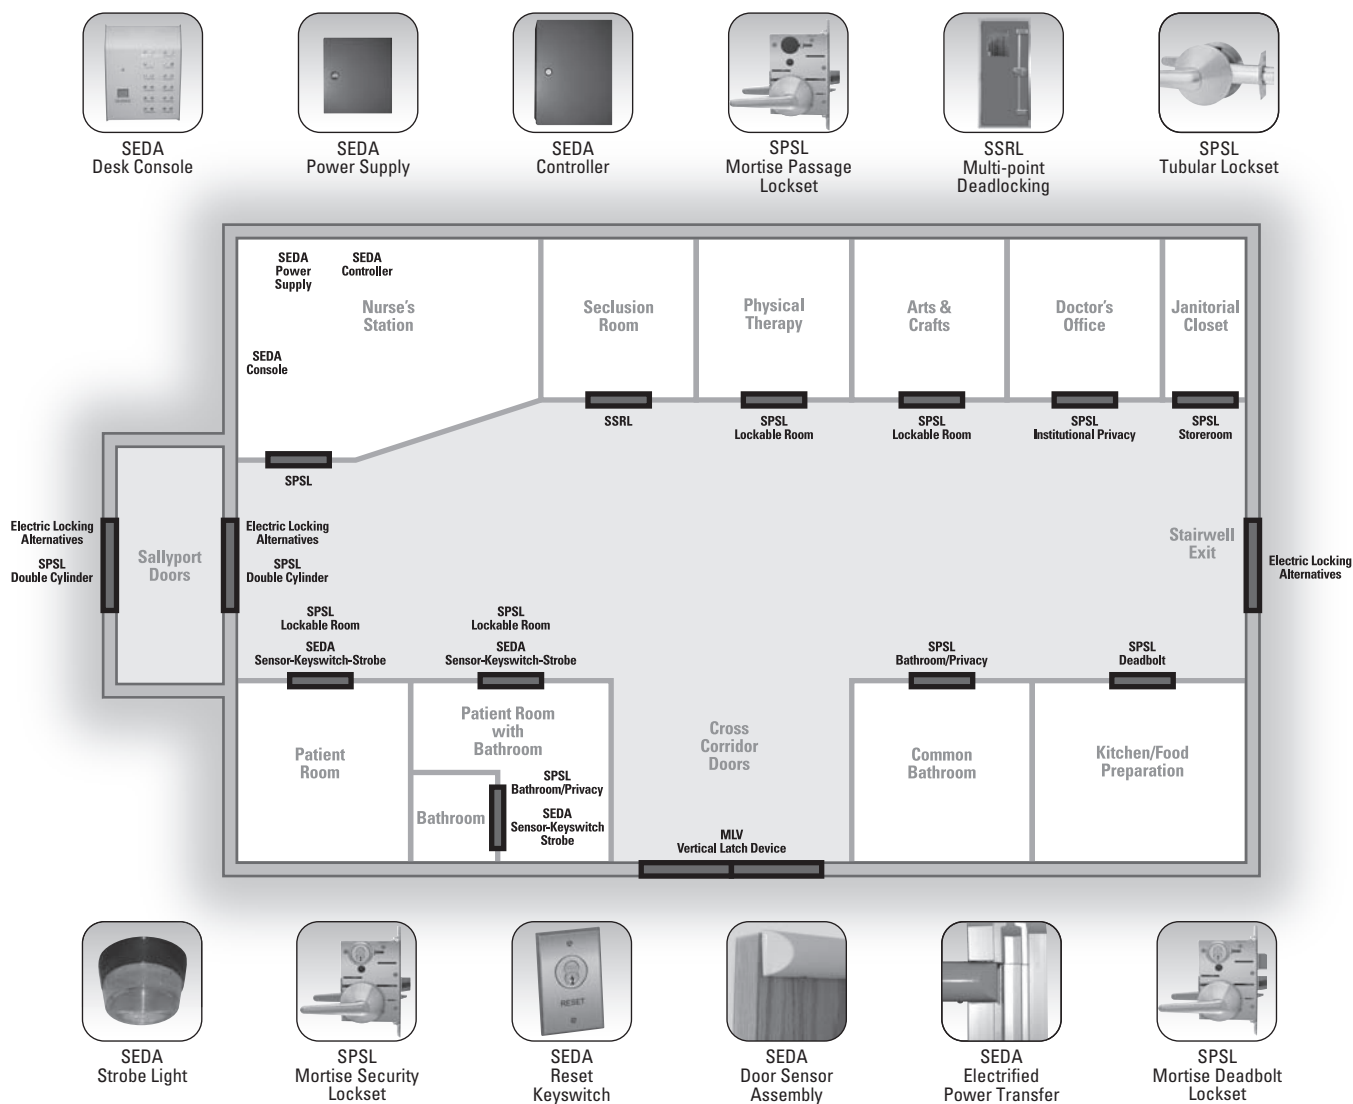 SEDA
Desk Console
SEDA
Power Supply
SEDA
Controller
SPSL
Mortise Passage
Lockset
SSRL
Multi-point
Deadlocking
SPSL
Tubular Lockset
SEDA
Power
Supply
SEDA
Controller
Nurse's
Station
SEDA
Console
Seclusion
Room
Physical
Therapy
Arts &
Crafts
Doctor's
Office
Janitorial
Closet
SSRL
SPSL
Lockable Room
SPSL
Lockable Room
SPSL
Institutional Privacy
SPSL
Storeroom
SPSL
Electric Locking
Alternatives
SPSL
Double Cylinder
Sallyport
Doors
Electric Locking
Alternatives
SPSL
Double Cylinder
Stairwell
Exit
Electric Locking
Alternatives
SPSL
Lockable Room
SEDA
Sensor-Keyswitch-Strobe
SPSL
Lockable Room
SEDA
Sensor-Keyswitch-Strobe
SPSL
Bathroom/Privacy
SPSL
Deadbolt
Patient
Room
Patient Room
with
Bathroom
SPSL
Bathroom/Privacy
Bathroom
SEDA
Sensor-Keyswitch
Strobe
Cross
Corridor
Doors
MLV
Vertical Latch Device
Common
Bathroom
Kitchen/Food
Preparation
RESET
SEDA
Strobe Light
SPSL
Mortise Security
Lockset
SEDA
Reset
Keyswitch
SEDA
Door Sensor
Assembly
SEDA
Electrified
Power Transfer
SPSL
Mortise Deadbolt
Lockset